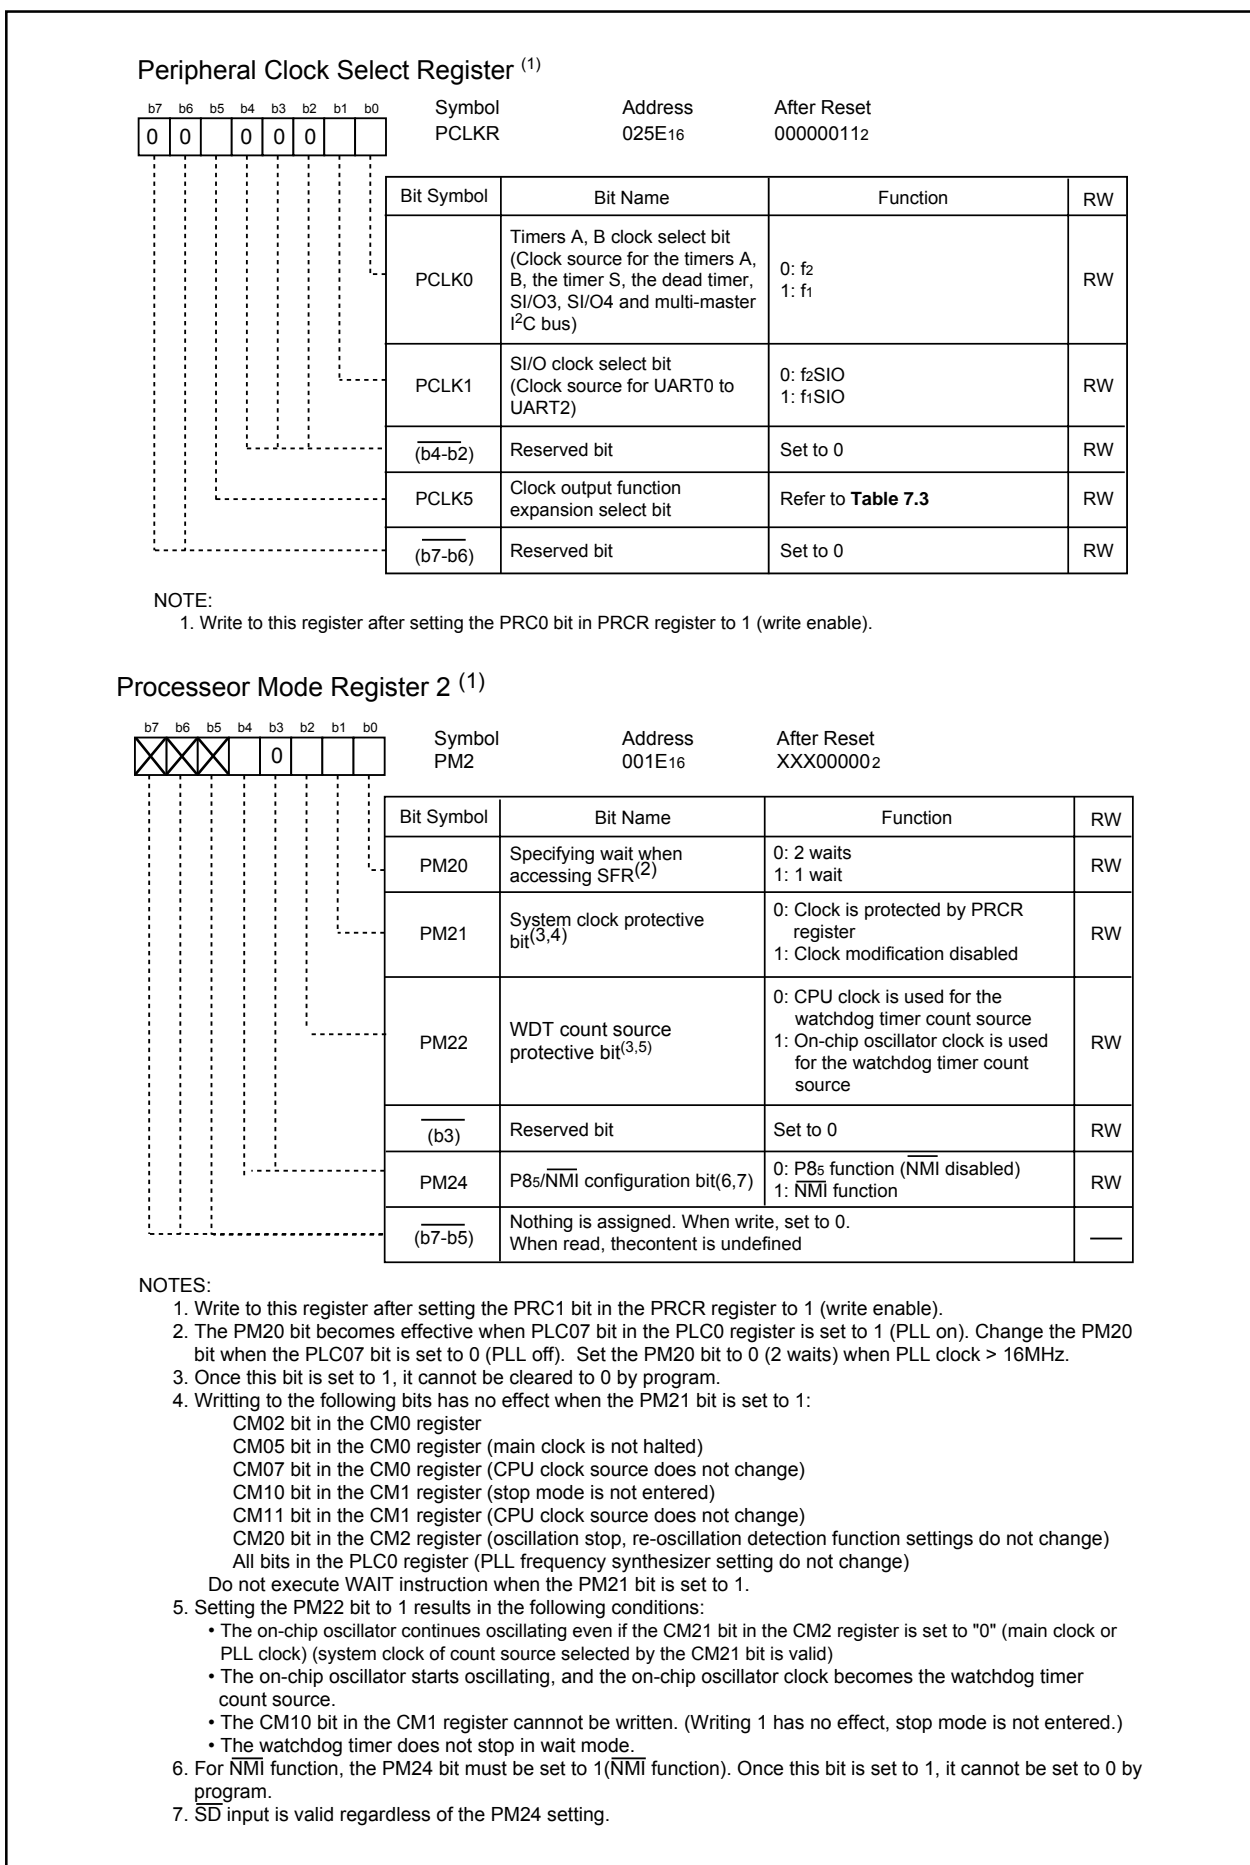 Peripheral Clock Select Register (1)
b7 b6 b5 b4 b3 b2 b1 b0
0 0 0 0 0
Symbol Address After Reset
PCLKR 025E16 000000112
Bit Symbol Bit Name Function RW
PCLK0
Timers A, B clock select bit
(Clock source for the timers A,
B, the timer S, the dead timer,
SI/O3, SI/O4 and multi-master
I2C bus)
0: f2
1: f1
RW
PCLK1
SI/O clock select bit
(Clock source for UART0 to
UART2)
0: f2SIO
1: f1SIO
RW
(b4-b2) Reserved bit Set to 0 RW
PCLK5
Clock output function
expansion select bit
Refer to Table 7.3
RW
(b7-b6) Reserved bit Set to 0 RW
NOTE:
1. Write to this register after setting the PRC0 bit in PRCR register to 1 (write enable).
Processeor Mode Register 2 (1)
b7 b6 b5 b4 b3 b2 b1 b0
0
Symbol Address After Reset
PM2 001E16 XXX000002
Bit Symbol Bit Name Function RW
PM20
Specifying wait when
accessing SFR(2)
0: 2 waits
1: 1 wait
RW
PM21
System clock protective
bit(3,4)
0: Clock is protected by PRCR
register
1: Clock modification disabled
RW
PM22
WDT count source
protective bit(3,5)
0: CPU clock is used for the
watchdog timer count source
1: On-chip oscillator clock is used
for the watchdog timer count
source
RW
(b3) Reserved bit Set to 0 RW
PM24
P85/NMI configuration bit(6,7)
0: P85 function (NMI disabled)
1: NMI function
RW
(b7-b5)
Nothing is assigned. When write, set to 0.
When read, thecontent is undefined
NOTES:
1. Write to this register after setting the PRC1 bit in the PRCR register to 1 (write enable).
2. The PM20 bit becomes effective when PLC07 bit in the PLC0 register is set to 1 (PLL on). Change the PM20
bit when the PLC07 bit is set to 0 (PLL off). Set the PM20 bit to 0 (2 waits) when PLL clock > 16MHz.
3. Once this bit is set to 1, it cannot be cleared to 0 by program.
4. Writting to the following bits has no effect when the PM21 bit is set to 1:
CM02 bit in the CM0 register
CM05 bit in the CM0 register (main clock is not halted)
CM07 bit in the CM0 register (CPU clock source does not change)
CM10 bit in the CM1 register (stop mode is not entered)
CM11 bit in the CM1 register (CPU clock source does not change)
CM20 bit in the CM2 register (oscillation stop, re-oscillation detection function settings do not change)
All bits in the PLC0 register (PLL frequency synthesizer setting do not change)
Do not execute WAIT instruction when the PM21 bit is set to 1.
5. Setting the PM22 bit to 1 results in the following conditions:
• The on-chip oscillator continues oscillating even if the CM21 bit in the CM2 register is set to "0" (main clock or
PLL clock) (system clock of count source selected by the CM21 bit is valid)
• The on-chip oscillator starts oscillating, and the on-chip oscillator clock becomes the watchdog timer
count source.
• The CM10 bit in the CM1 register cannnot be written. (Writing 1 has no effect, stop mode is not entered.)
• The watchdog timer does not stop in wait mode.
6. For NMI function, the PM24 bit must be set to 1(NMI function). Once this bit is set to 1, it cannot be set to 0 by
program.
7. SD input is valid regardless of the PM24 setting.